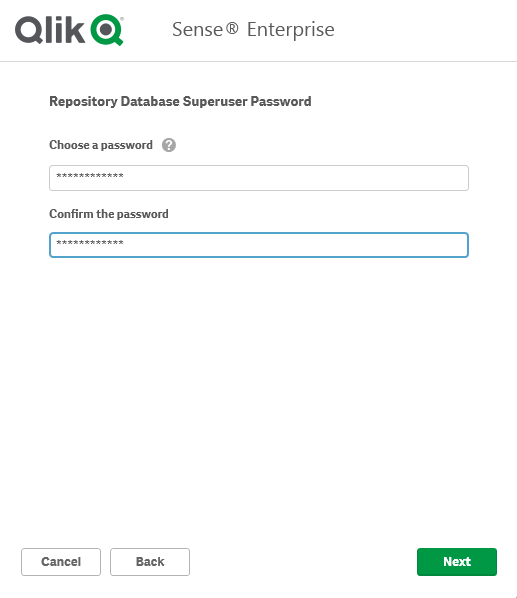 Qlik Sense® Enterprise
Repository Database Superuser Password
Choose a password ?
************
Confirm the password
************
Cancel Back Next